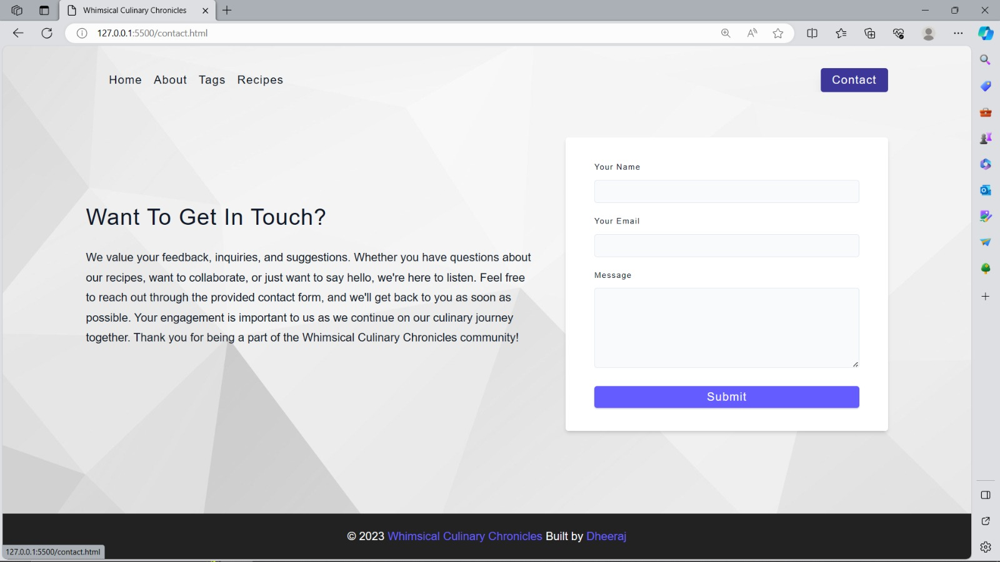 Whimsical Culinary Chronicles
127.0.0.1:5500/contact.html
Home About Tags Recipes Contact
Want To Get In Touch?
We value your feedback, inquiries, and suggestions. Whether you have questions about
our recipes, want to collaborate, or just want to say hello, we're here to listen. Feel free
to reach out through the provided contact form, and we'll get back to you as soon as
possible. Your engagement is important to us as we continue on our culinary journey
together. Thank you for being a part of the Whimsical Culinary Chronicles community!
Your Name
Your Email
Message
Submit
© 2023 Whimsical Culinary Chronicles Built by Dheeraj
127.0.0.1:5500/contact.html